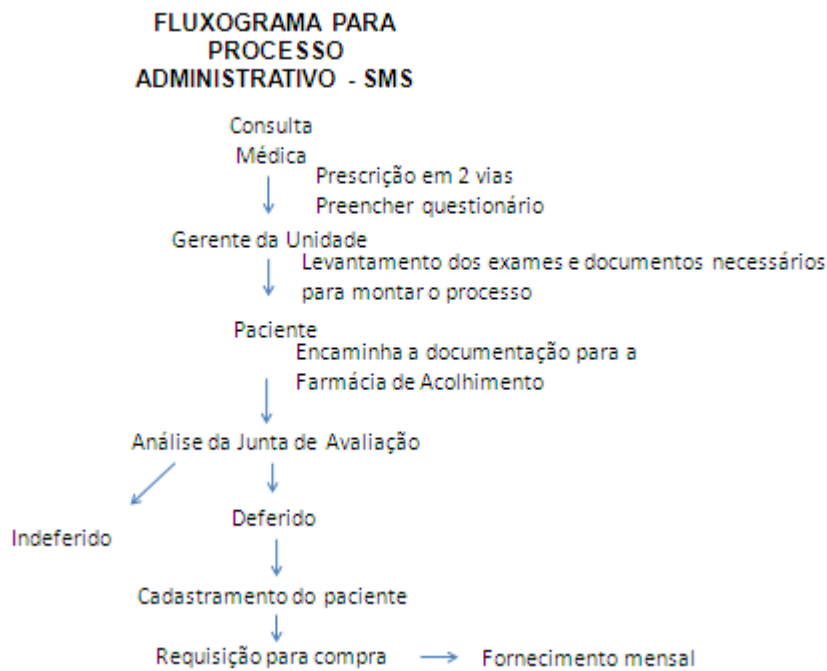 FLUXOGRAMA PARA
PROCESSO
ADMINISTRATIVO - SMS
Consulta
Médica
Prescrição em 2 vias
Preencher questionário
Gerente da Unidade
Levantamento dos exames e documentos necessários
para montar o processo
Paciente
Encaminha a documentação para a
Farmácia de Acolhimento
Análise da Junta de Avaliação
Indeferido
Deferido
Cadastramento do paciente
Requisição para compra
Fornecimento mensal